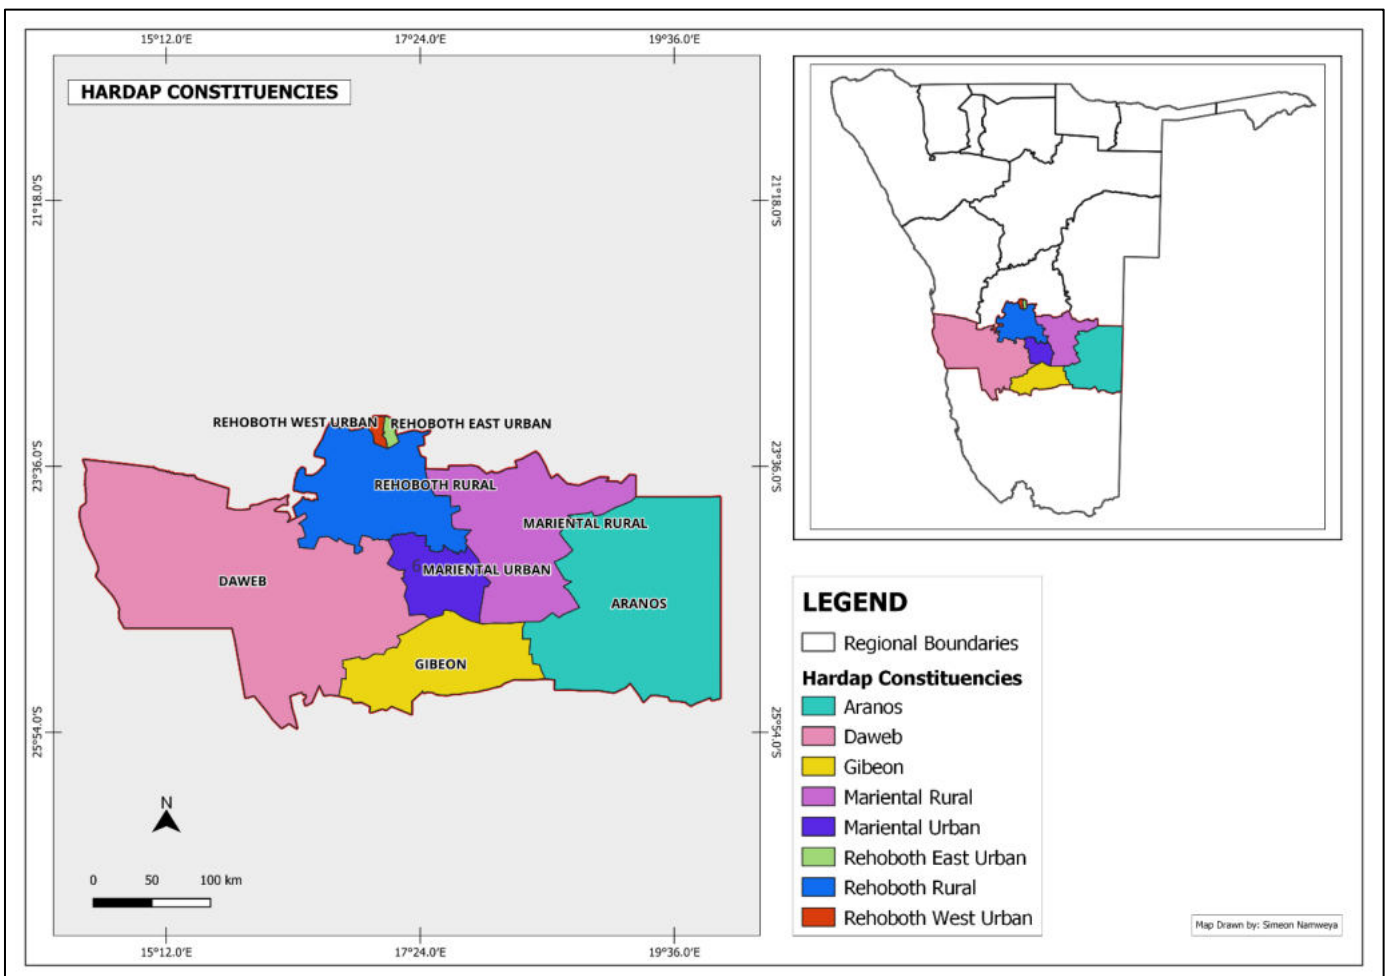 15°12.0'E
17°24.0'E
19°36.0'E
HARDAP CONSTITUENCIES
21°18.0'S
21°18.0'S
REHOBOTH WEST URBAN
REHOBOTH EAST URBAN
23°36.0'S
23°36.0'S
REHOBOTH RURAL
MARIENTAL RURAL
6
MARIENTAL URBAN
DAWEB
ARANOS
GIBEON
25°54.0'S
25°54.0'S
N
0 50 100 km
15°12.0'E
17°24.0'E
19°36.0'E
LEGEND
Regional Boundaries
Hardap Constituencies
Aranos
Daweb
Gibeon
Mariental Rural
Mariental Urban
Rehoboth East Urban
Rehoboth Rural
Rehoboth West Urban
Map Drawn by: Simeon Namweya